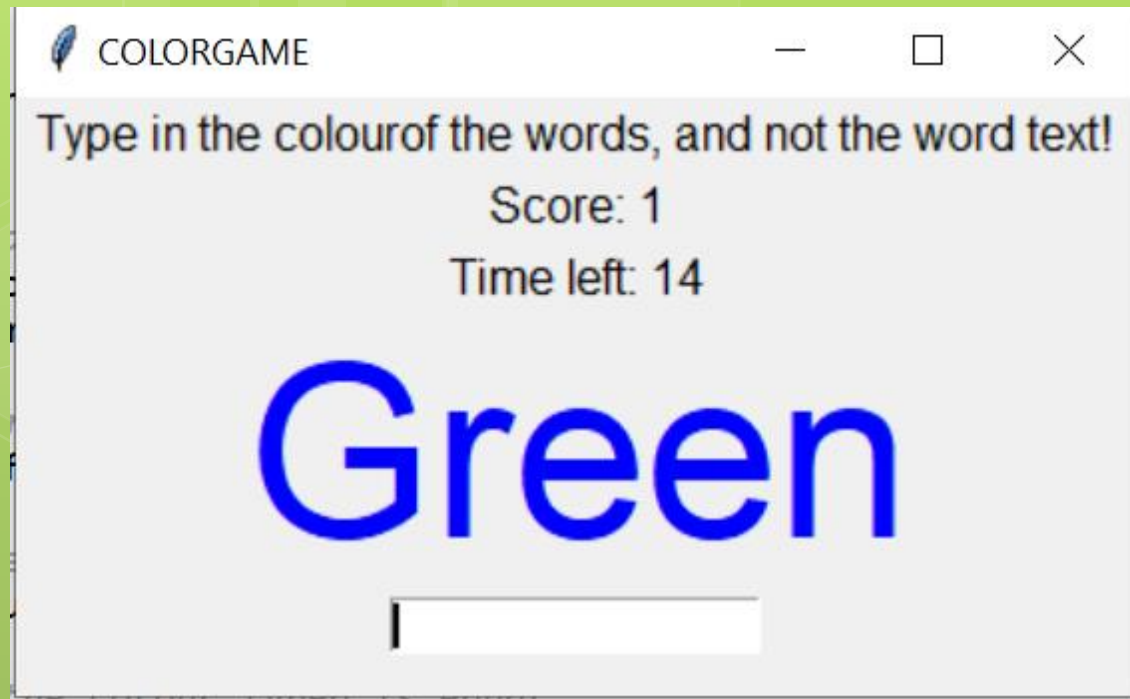 COLORGAME
Type in the colourof the words, and not the word text!
Score: 1
Time left: 14
Green